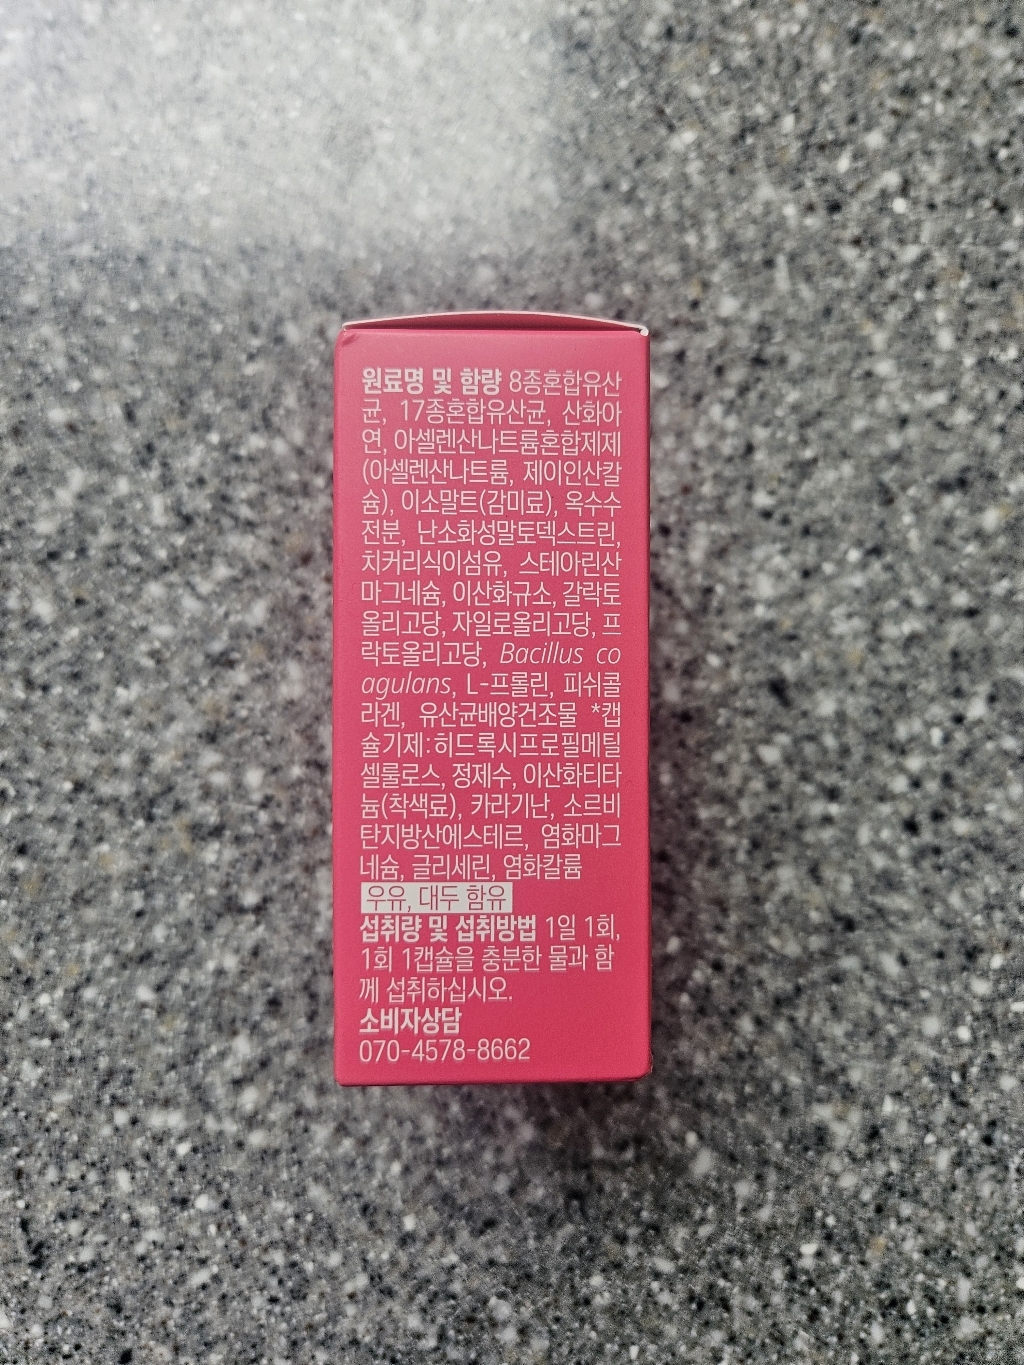 원료명 및 함량 8종혼합유산
균, 17종혼합유산균, 산화아
연, 아셀렌산나트륨혼합제제
(아셀렌산나트륨, 제이인산칼
슘), 이소말트(감미료), 옥수수
전분, 난소화성말토덱스트린,
치커리식이섬유, 스테아린산
마그네슘, 이산화규소, 갈락토
올리고당, 자일로올리고당, 프
락토올리고당, Bacillus co
agulans, L-프롤린, 피쉬콜
라겐, 유산균배양건조물 *캡
슐기제:히드록시프로필메틸
셀룰로스, 정제수, 이산화티타
늄(착색료), 카라기난, 소르비
탄지방산에스테르, 염화마그
네슘, 글리세린, 염화칼륨
우유, 대두 함유
섭취량 및 섭취방법 1일 1회,
1회 1캡슐을 충분한 물과 함
께 섭취하십시오.
소비자상담
070-4578-8662